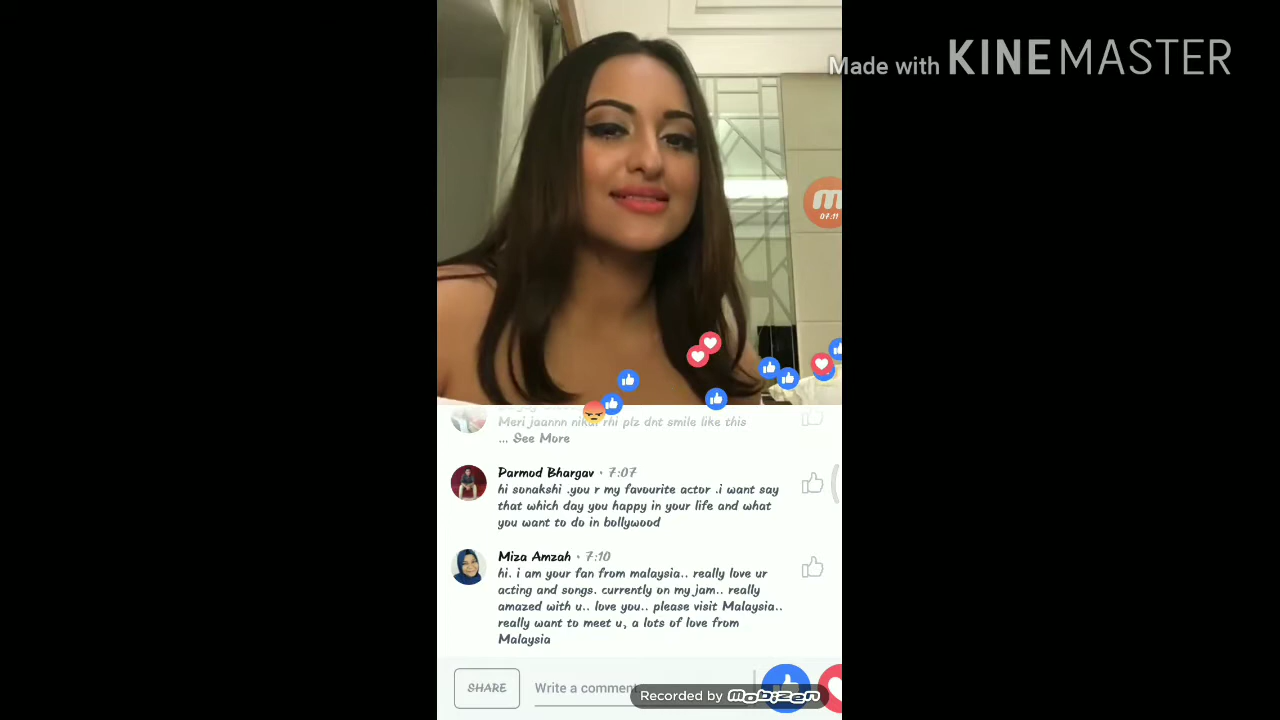 Made with KINEMASTER
07:11
Meri jaannn nikal rhi plz dnt smile like this
... See More
Parmod Bhargav • 7:07
hi sonakshi .you r my favourite actor .i want say
that which day you happy in your life and what
you want to do in bollywood
Miza Amzah • 7:10
hi. i am your fan from malaysia.. really love ur
acting and songs. currently on my jam.. really
amazed with u.. love you.. please visit Malaysia..
really want to meet u, a lots of love from
Malaysia
SHARE
Write a comment
Recorded by mobizen